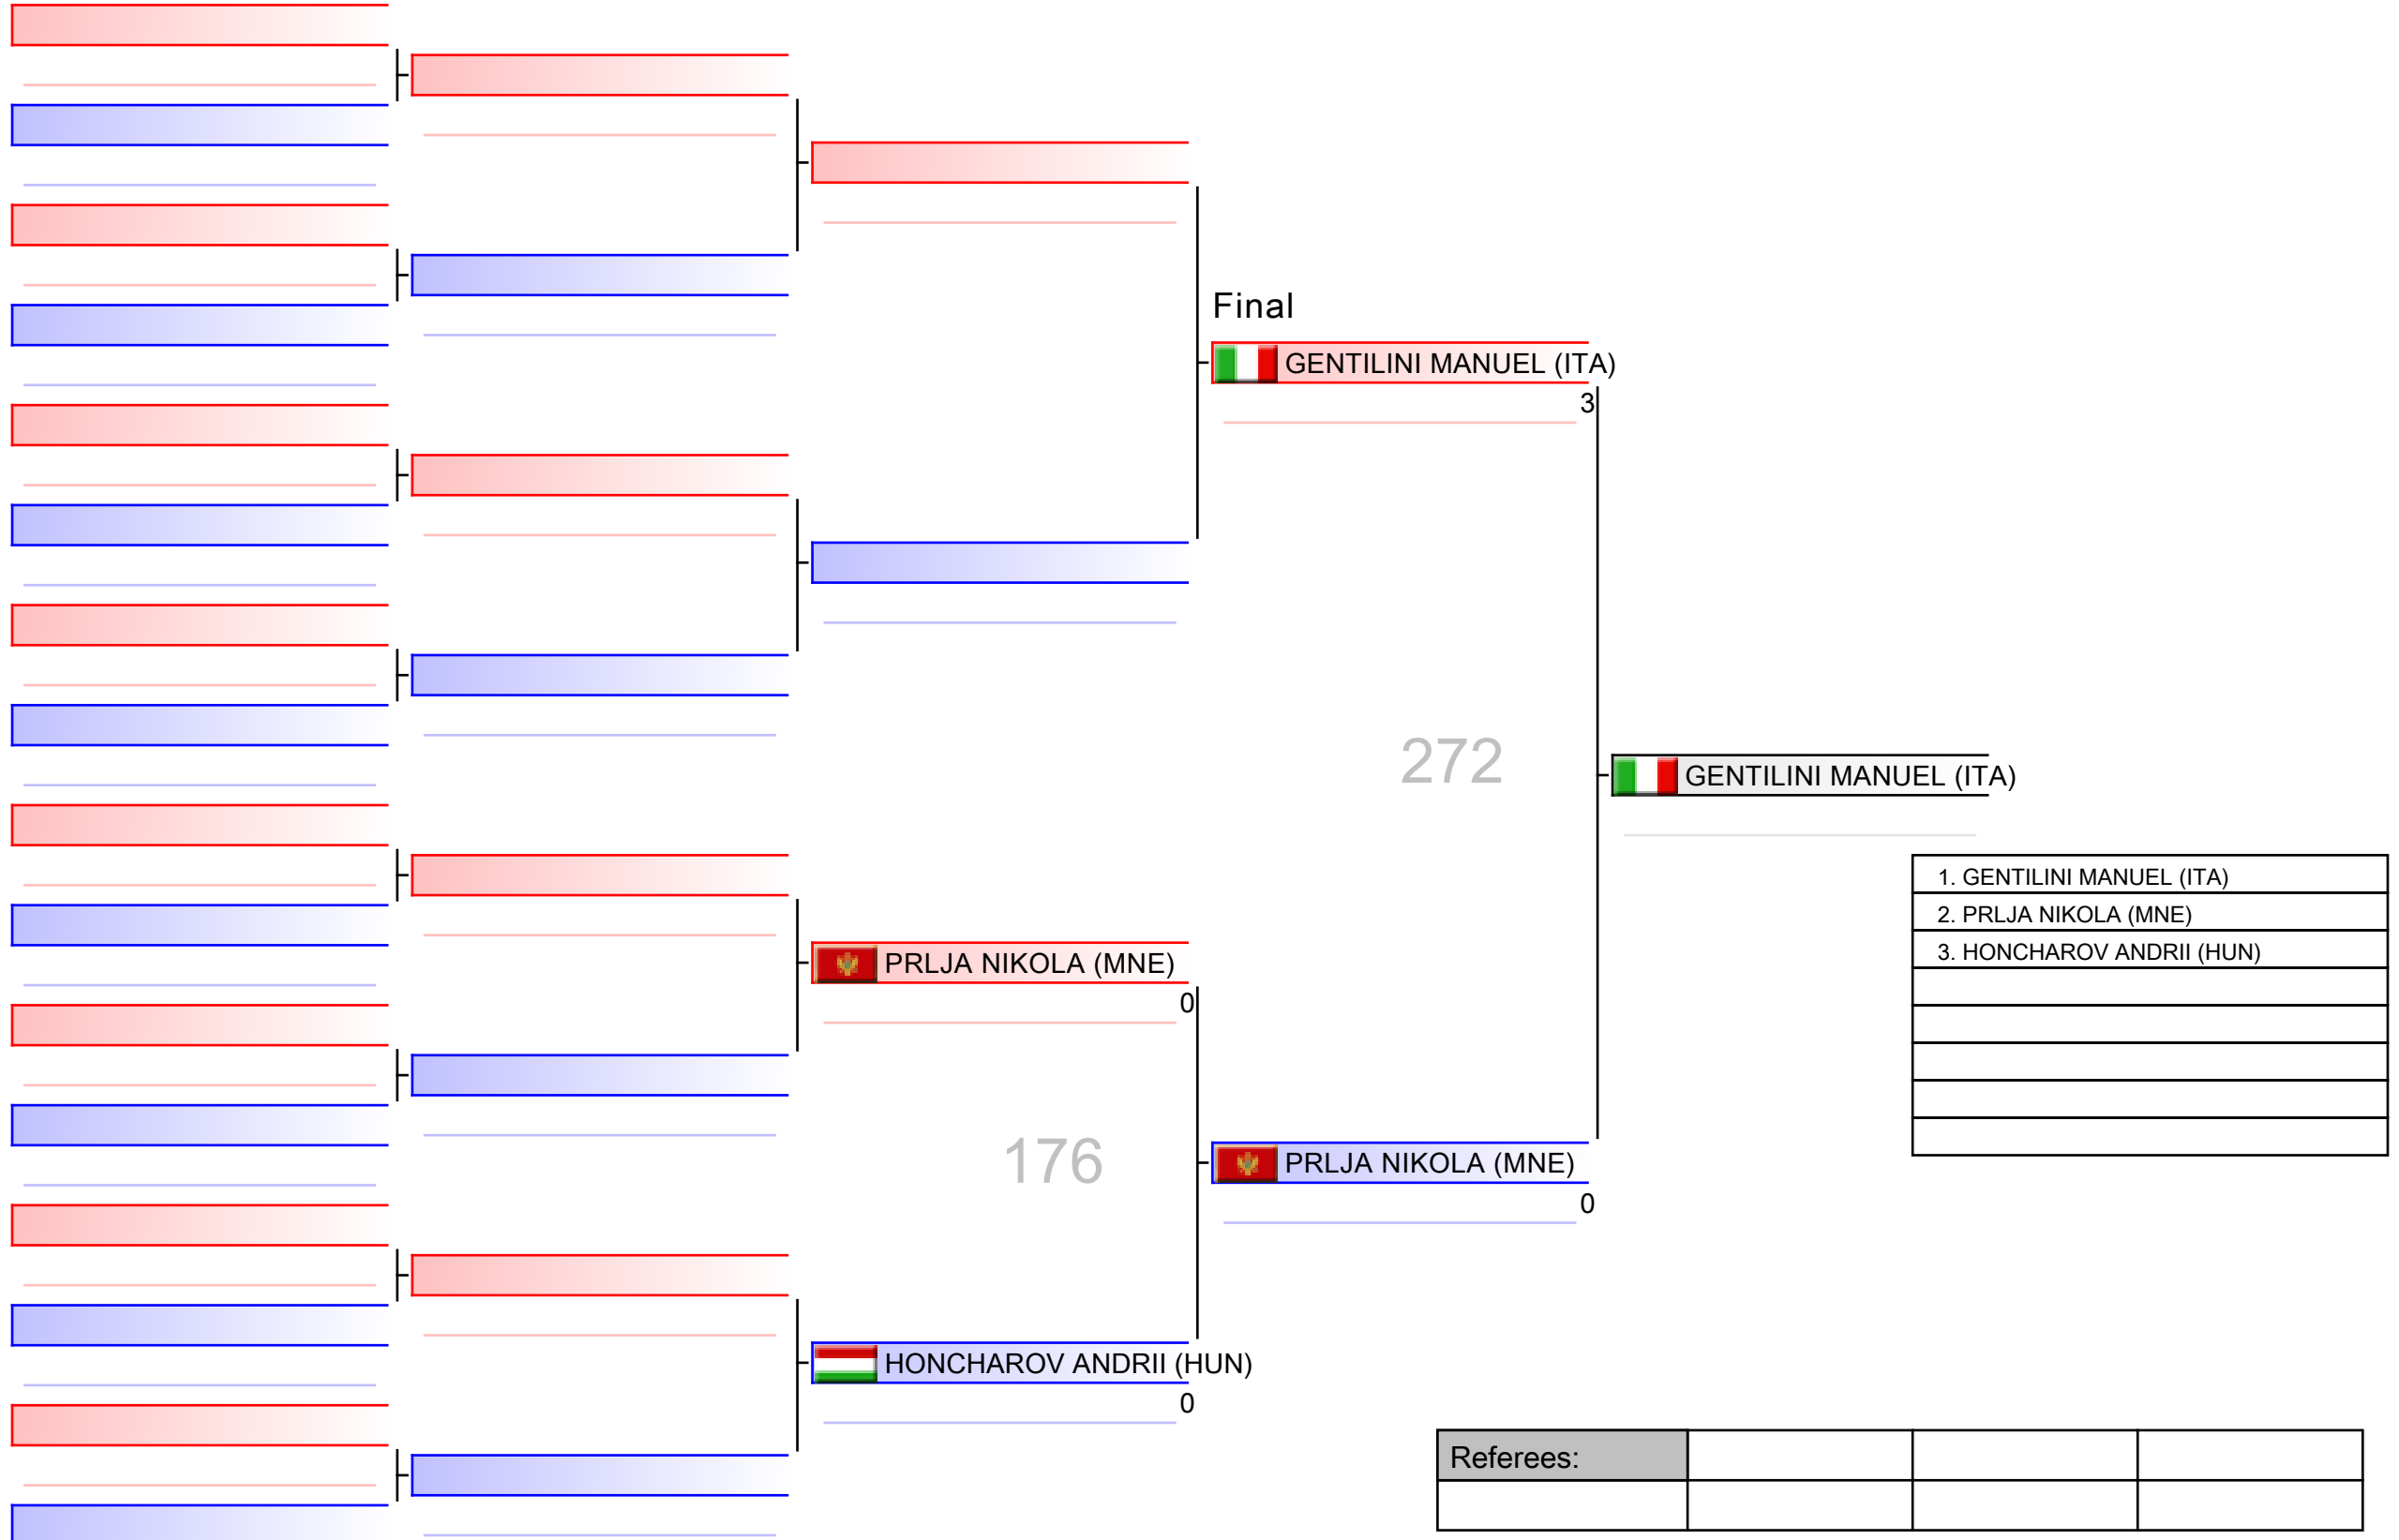 Final
GENTILINI MANUEL (ITA)
3
272
GENTILINI MANUEL (ITA)
1. GENTILINI MANUEL (ITA)
2. PRLJA NIKOLA (MNE)
3. HONCHAROV ANDRII (HUN)
PRLJA NIKOLA (MNE)
0
176
PRLJA NIKOLA (MNE)
0
HONCHAROV ANDRII (HUN)
0
Referees: